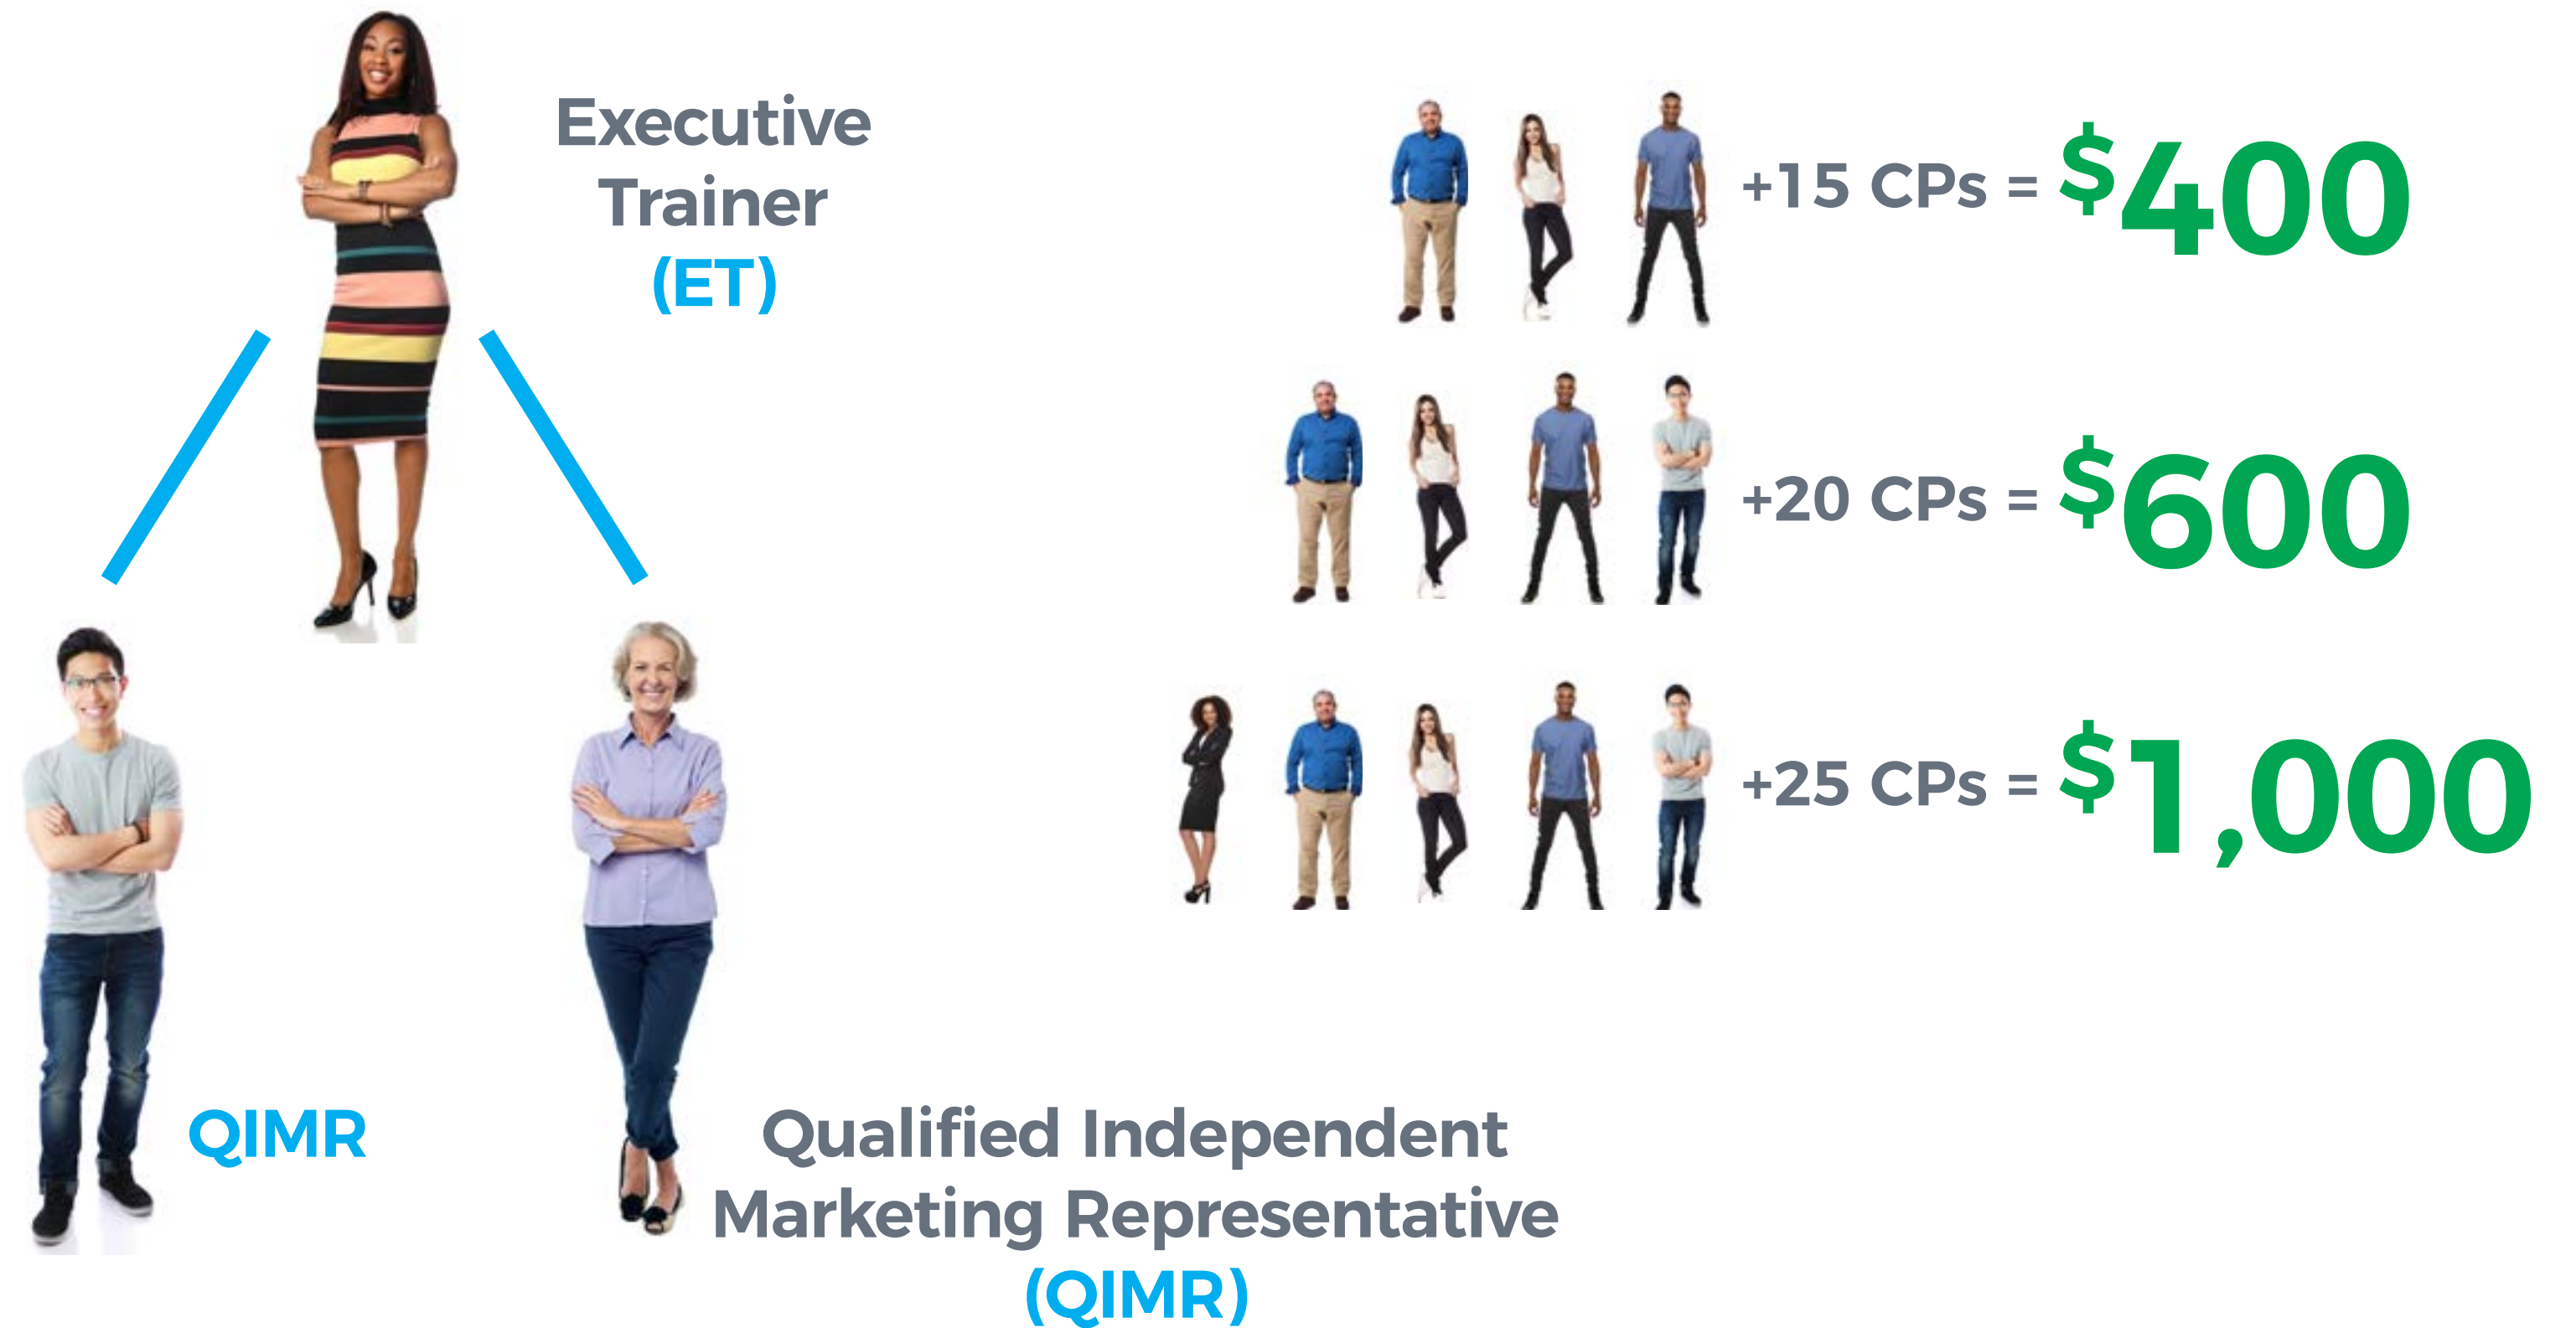 Executive
Trainer
(ET)
+15 CPs = $400
+20 CPs = $600
+25 CPs = $1,000
QIMR
Qualified Independent
Marketing Representative
(QIMR)